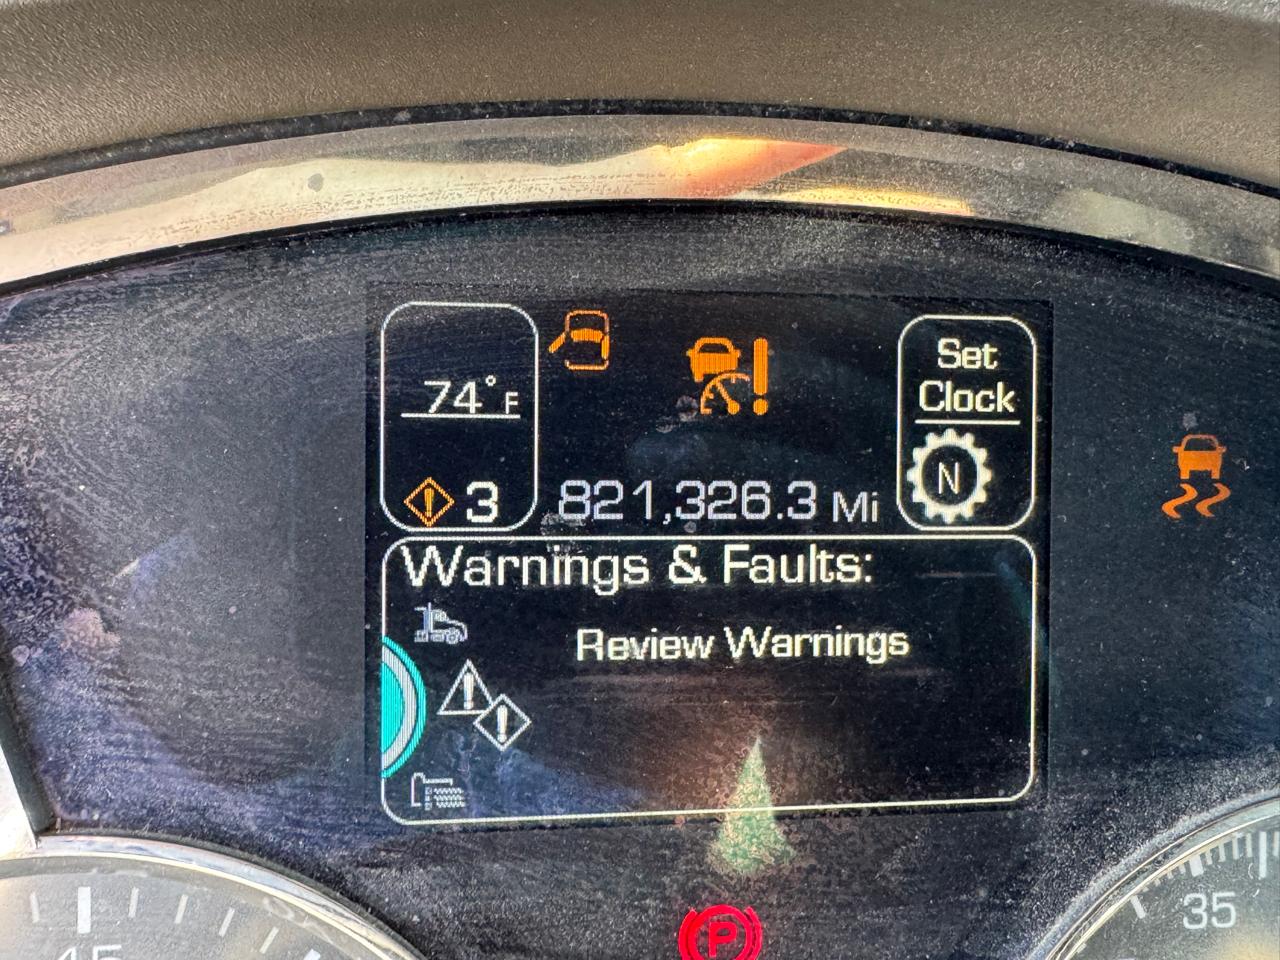 74°F
3
821,326.3 Mi
Set
Clock
N
Warnings & Faults:
Review Warnings
P
35